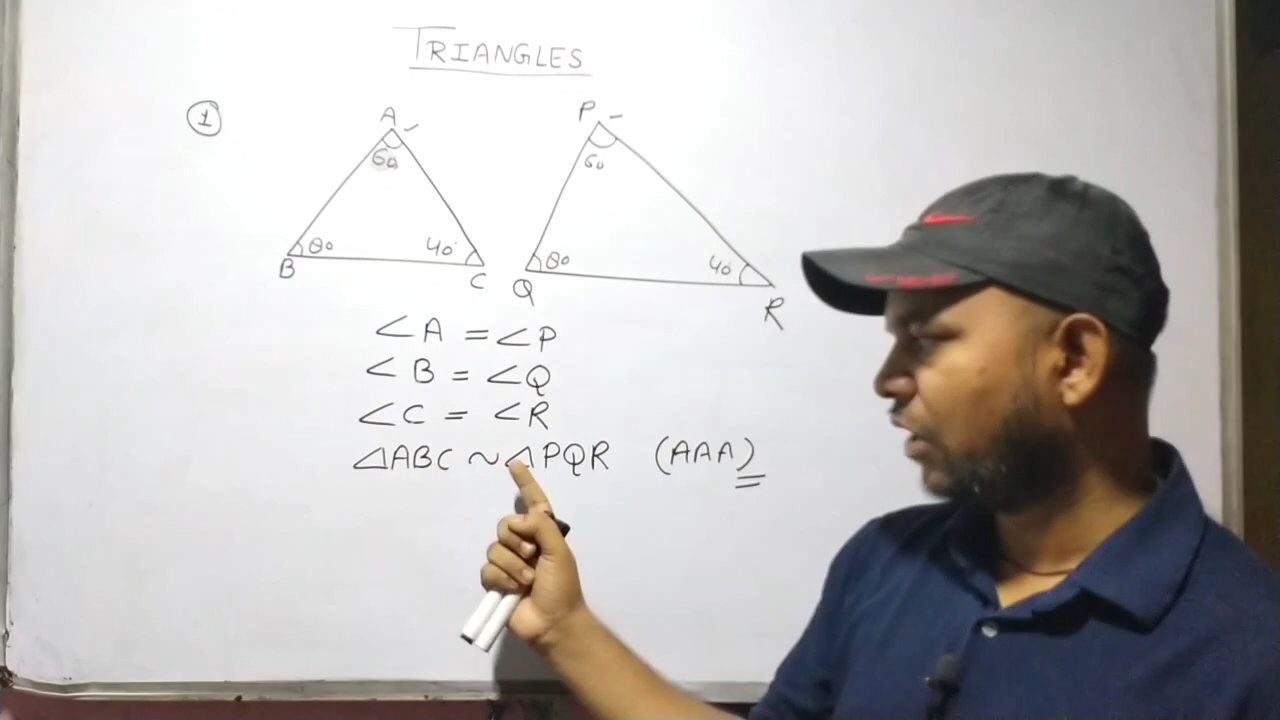 TRIANGLES
1
A P
60 60
B 80 40° C Q 80 40° R
∠A = ∠P
∠B = ∠Q
∠C = ∠R
△ABC ~ △PQR (AAA)